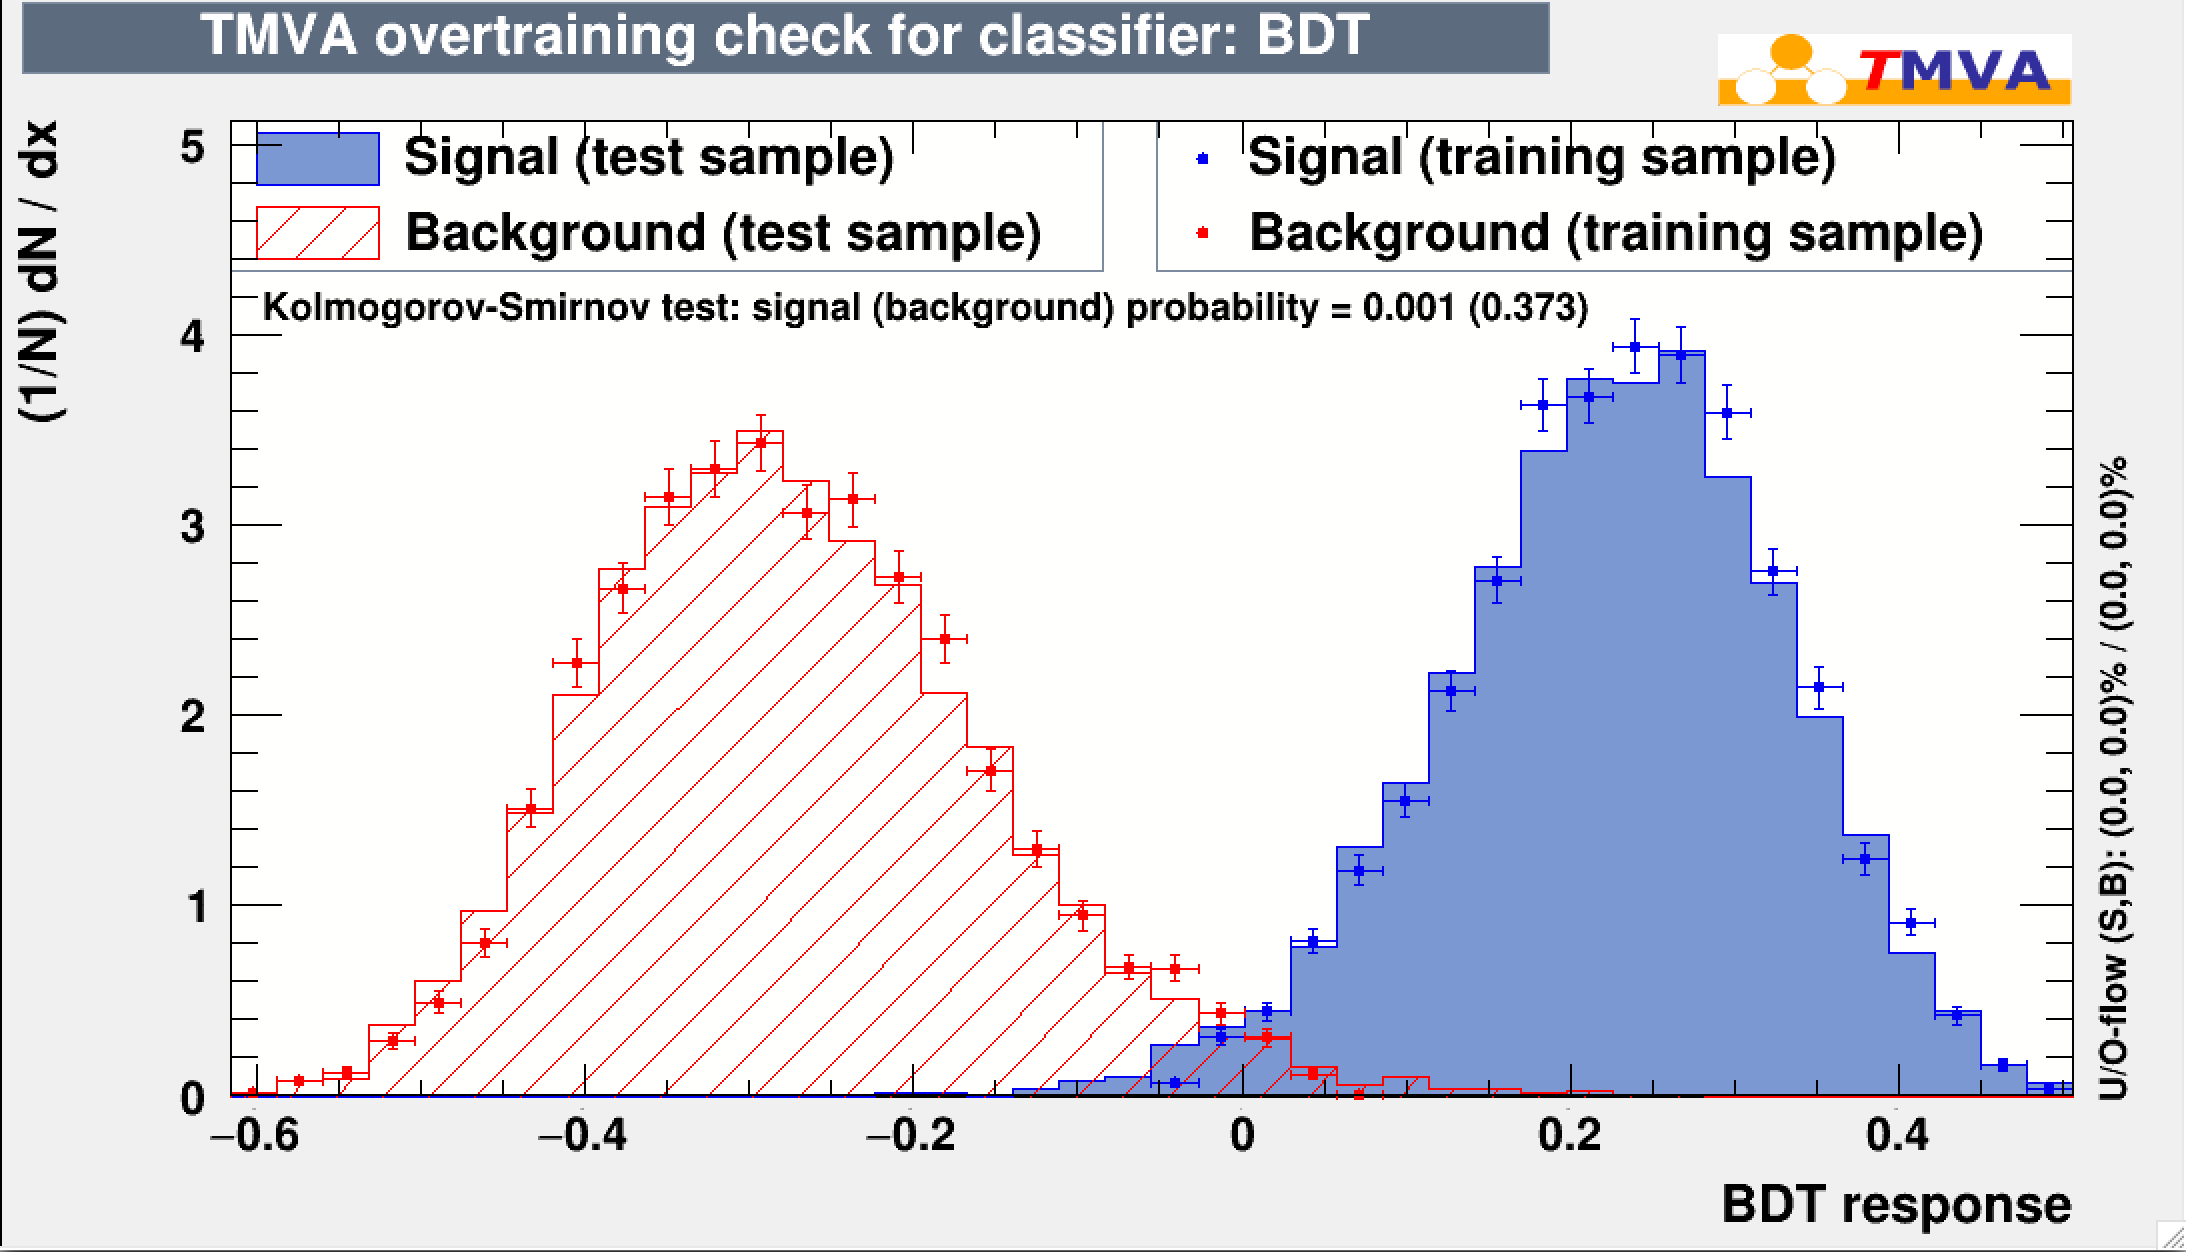 TMVA overtraining check for classifier: BDT
TMVA
(1/N) dN / dx
5
4
3
2
1
0
Signal (test sample)
Background (test sample)
Signal (training sample)
Background (training sample)
Kolmogorov-Smirnov test: signal (background) probability = 0.001 (0.373)
U/O-flow (S,B): (0.0, 0.0)% / (0.0, 0.0)%
−0.6 −0.4 −0.2 0 0.2 0.4
BDT response